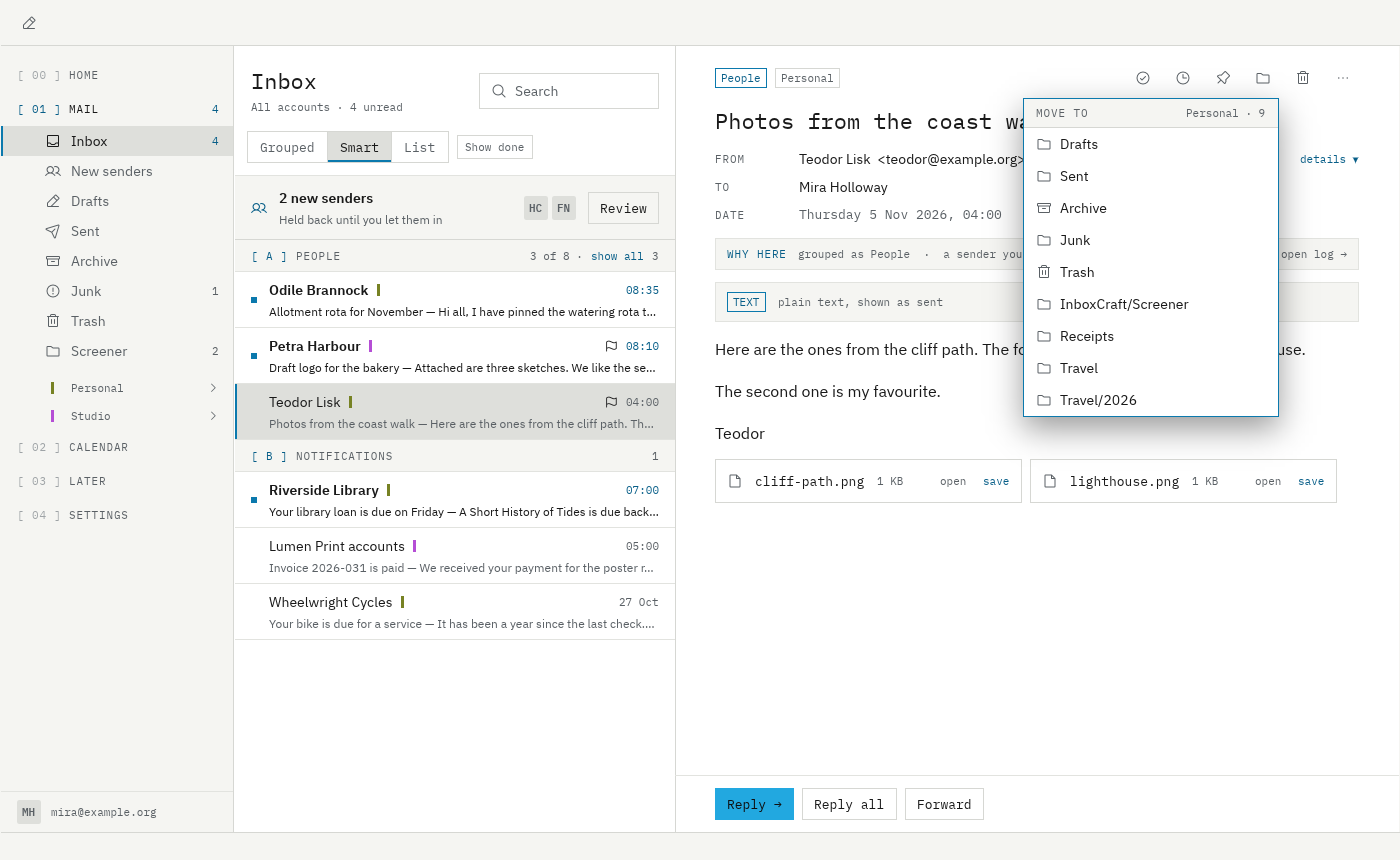 [ 00 ] HOME
[ 01 ] MAIL 4
Inbox 4
New senders
Drafts
Sent
Archive
Junk 1
Trash
Screener 2
Personal
Studio
[ 02 ] CALENDAR
[ 03 ] LATER
[ 04 ] SETTINGS
MH mira@example.org
Inbox
All accounts · 4 unread
Search
Grouped Smart List Show done
2 new senders
Held back until you let them in
HC FN Review
[ A ] PEOPLE 3 of 8 · show all 3
Odile Brannock 08:35
Allotment rota for November — Hi all, I have pinned the watering rota t…
Petra Harbour 08:10
Draft logo for the bakery — Attached are three sketches. We like the se…
Teodor Lisk 04:00
Photos from the coast walk — Here are the ones from the cliff path. Th…
[ B ] NOTIFICATIONS 1
Riverside Library 07:00
Your library loan is due on Friday — A Short History of Tides is due back…
Lumen Print accounts 05:00
Invoice 2026-031 is paid — We received your payment for the poster r…
Wheelwright Cycles 27 Oct
Your bike is due for a service — It has been a year since the last check.…
People Personal
Photos from the coast
FROM Teodor Lisk <teodor@example.org> details ▾
TO Mira Holloway
DATE Thursday 5 Nov 2026, 04:00
WHY HERE grouped as People · a sender you open log →
TEXT plain text, shown as sent
Here are the ones from the cliff path. The
The second one is my favourite.
Teodor
cliff-path.png 1 KB open save
lighthouse.png 1 KB open save
Reply → Reply all Forward
MOVE TO Personal · 9
Drafts
Sent
Archive
Junk
Trash
InboxCraft/Screener
Receipts
Travel
Travel/2026